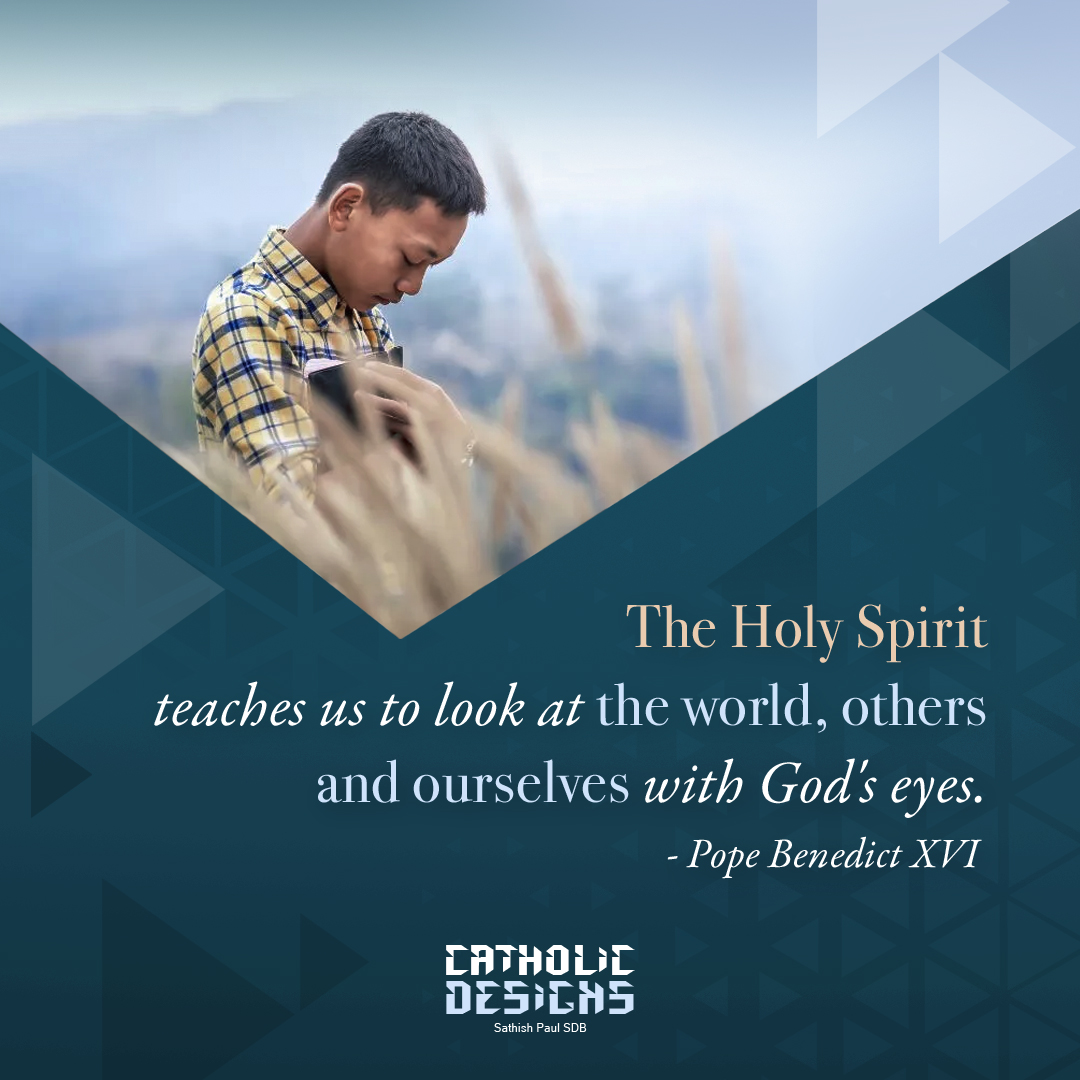 The Holy Spirit
teaches us to look at the world, others
and ourselves with God's eyes.
- Pope Benedict XVI
CATHOLIC
DESIGNS
Sathish Paul SDB